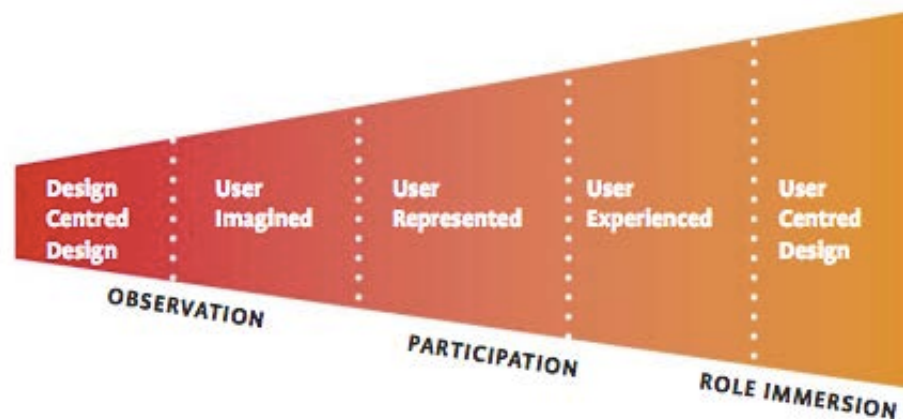 Design
Centred
Design
User
Imagined
User
Represented
User
Experienced
User
Centred
Design
OBSERVATION
PARTICIPATION
ROLE IMMERSION